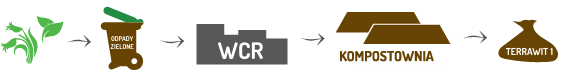 ODPADY
ZIELONE
WCR
KOMPOSTOWNIA
TERRAWIT 1